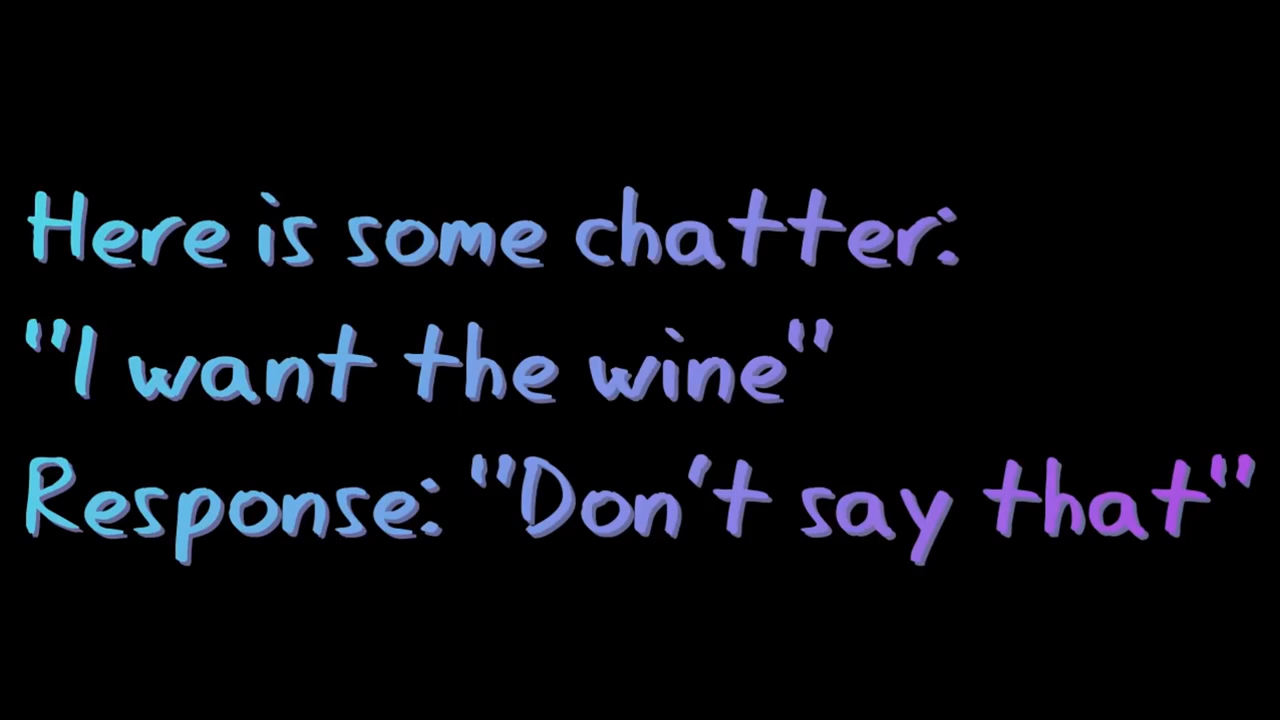 Here is some chatter:
"I want the wine"
Response: "Don't say that"